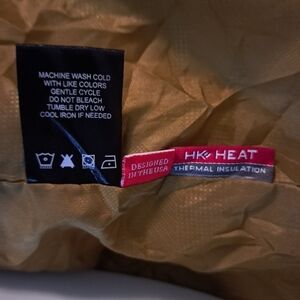 MACHINE WASH COLD
WITH LIKE COLORS
GENTLE CYCLE
DO NOT BLEACH
TUMBLE DRY LOW
COOL IRON IF NEEDED
DESIGNED
IN THE USA
HK HEAT
THERMAL INSULATION